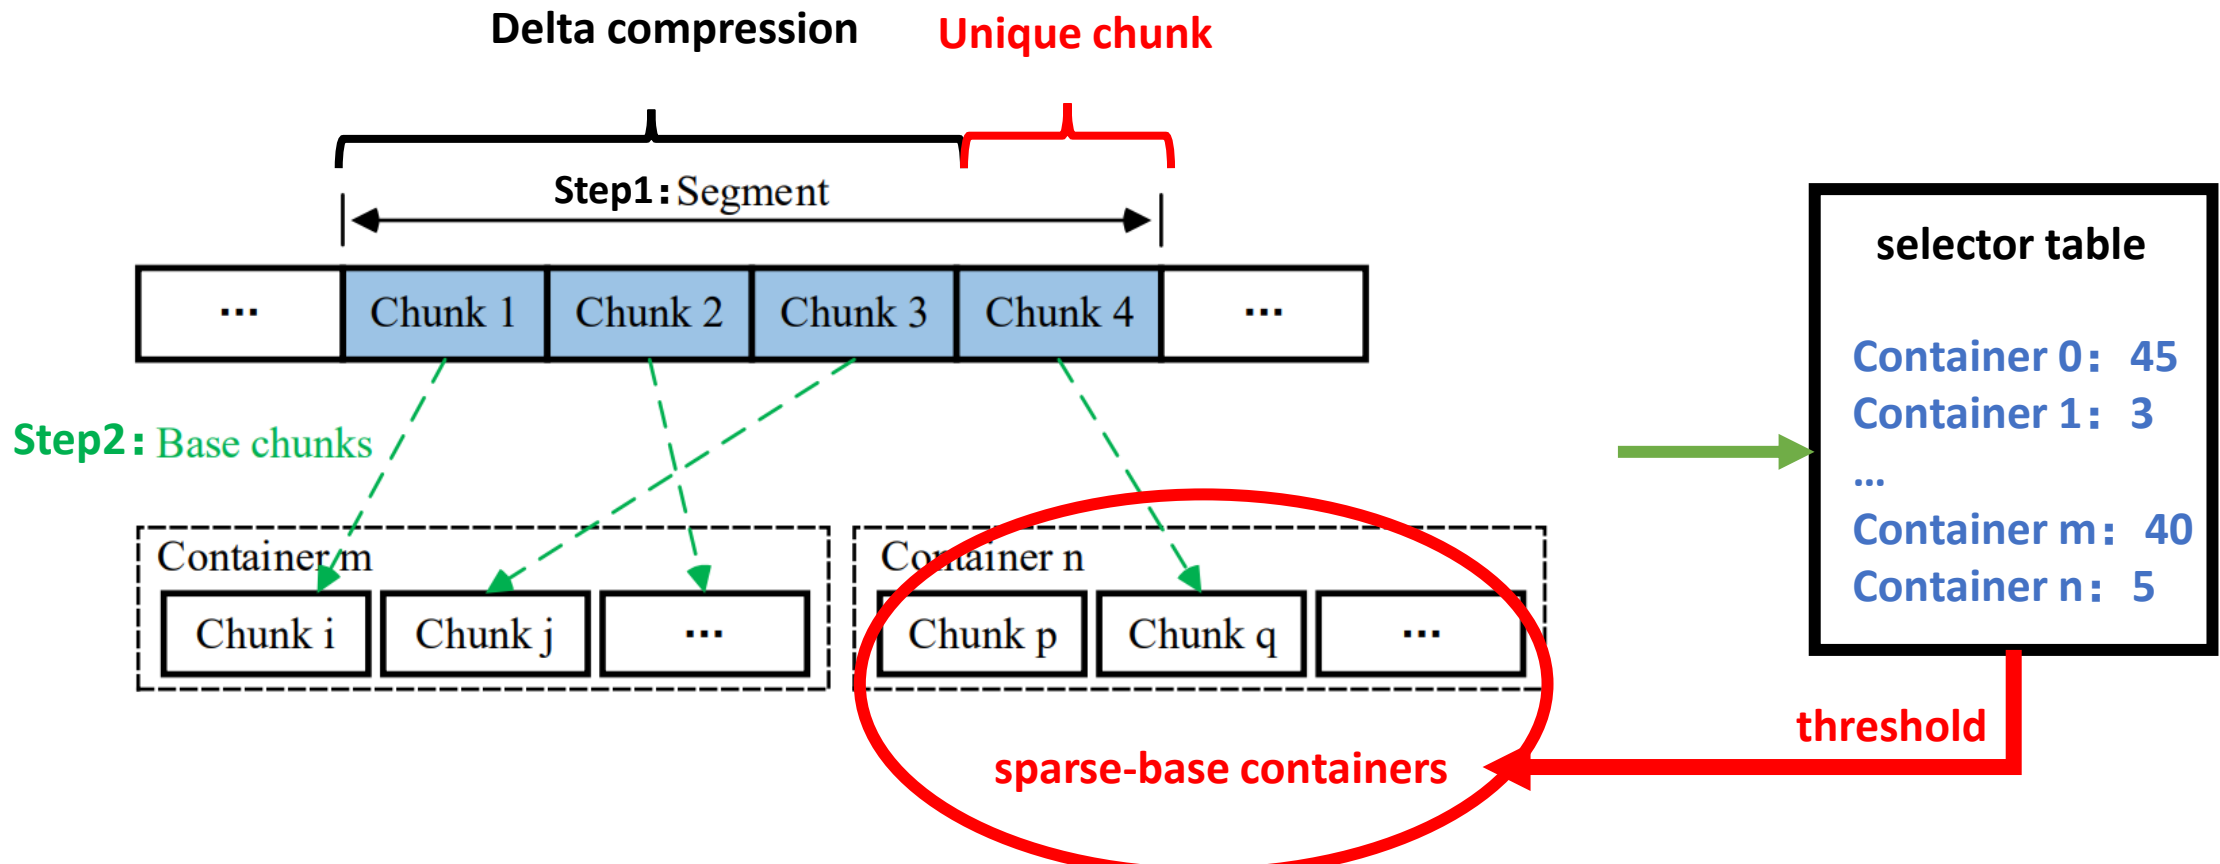 Delta compression
Unique chunk
Step1：Segment
... Chunk 1 Chunk 2 Chunk 3 Chunk 4 ...
Step2：Base chunks
Container m
Chunk i Chunk j ...
Container n
Chunk p Chunk q ...
sparse-base containers
selector table
Container 0： 45
Container 1： 3
...
Container m： 40
Container n： 5
threshold